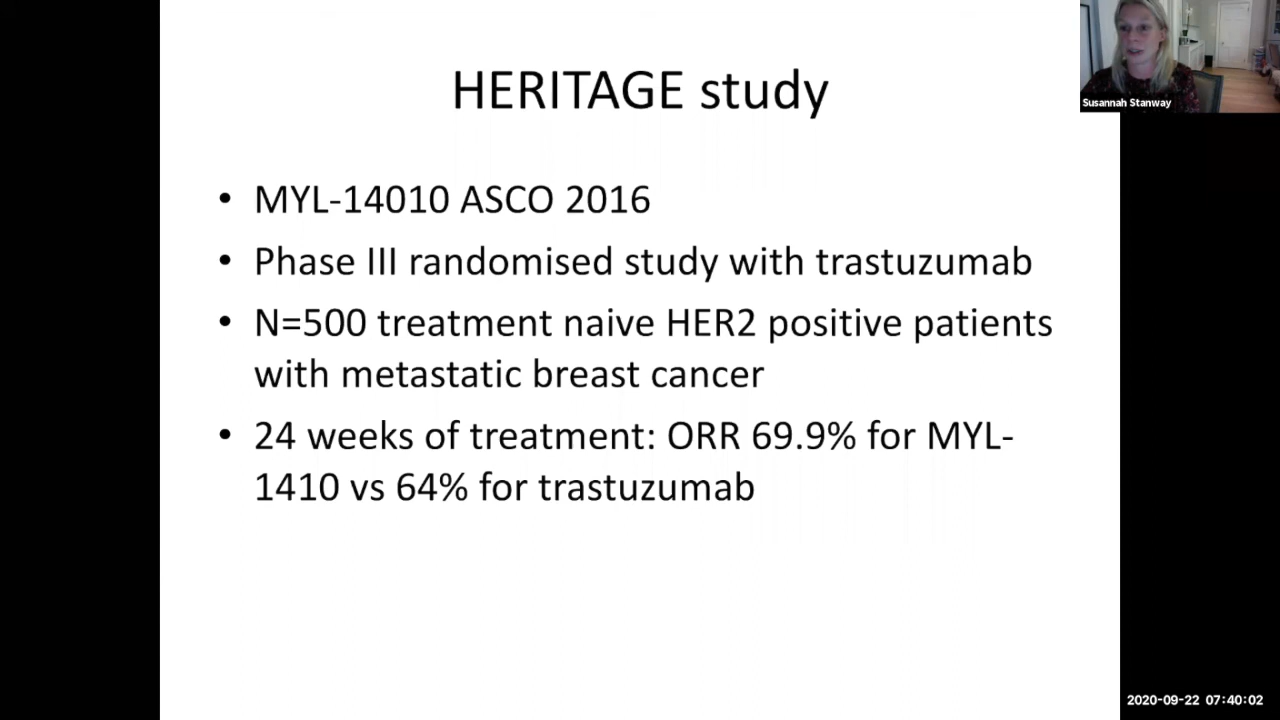 HERITAGE study
• MYL-14010 ASCO 2016
• Phase III randomised study with trastuzumab
• N=500 treatment naive HER2 positive patients
with metastatic breast cancer
• 24 weeks of treatment: ORR 69.9% for MYL-
1410 vs 64% for trastuzumab
Susannah Stanway
2020-09-22 07:40:02